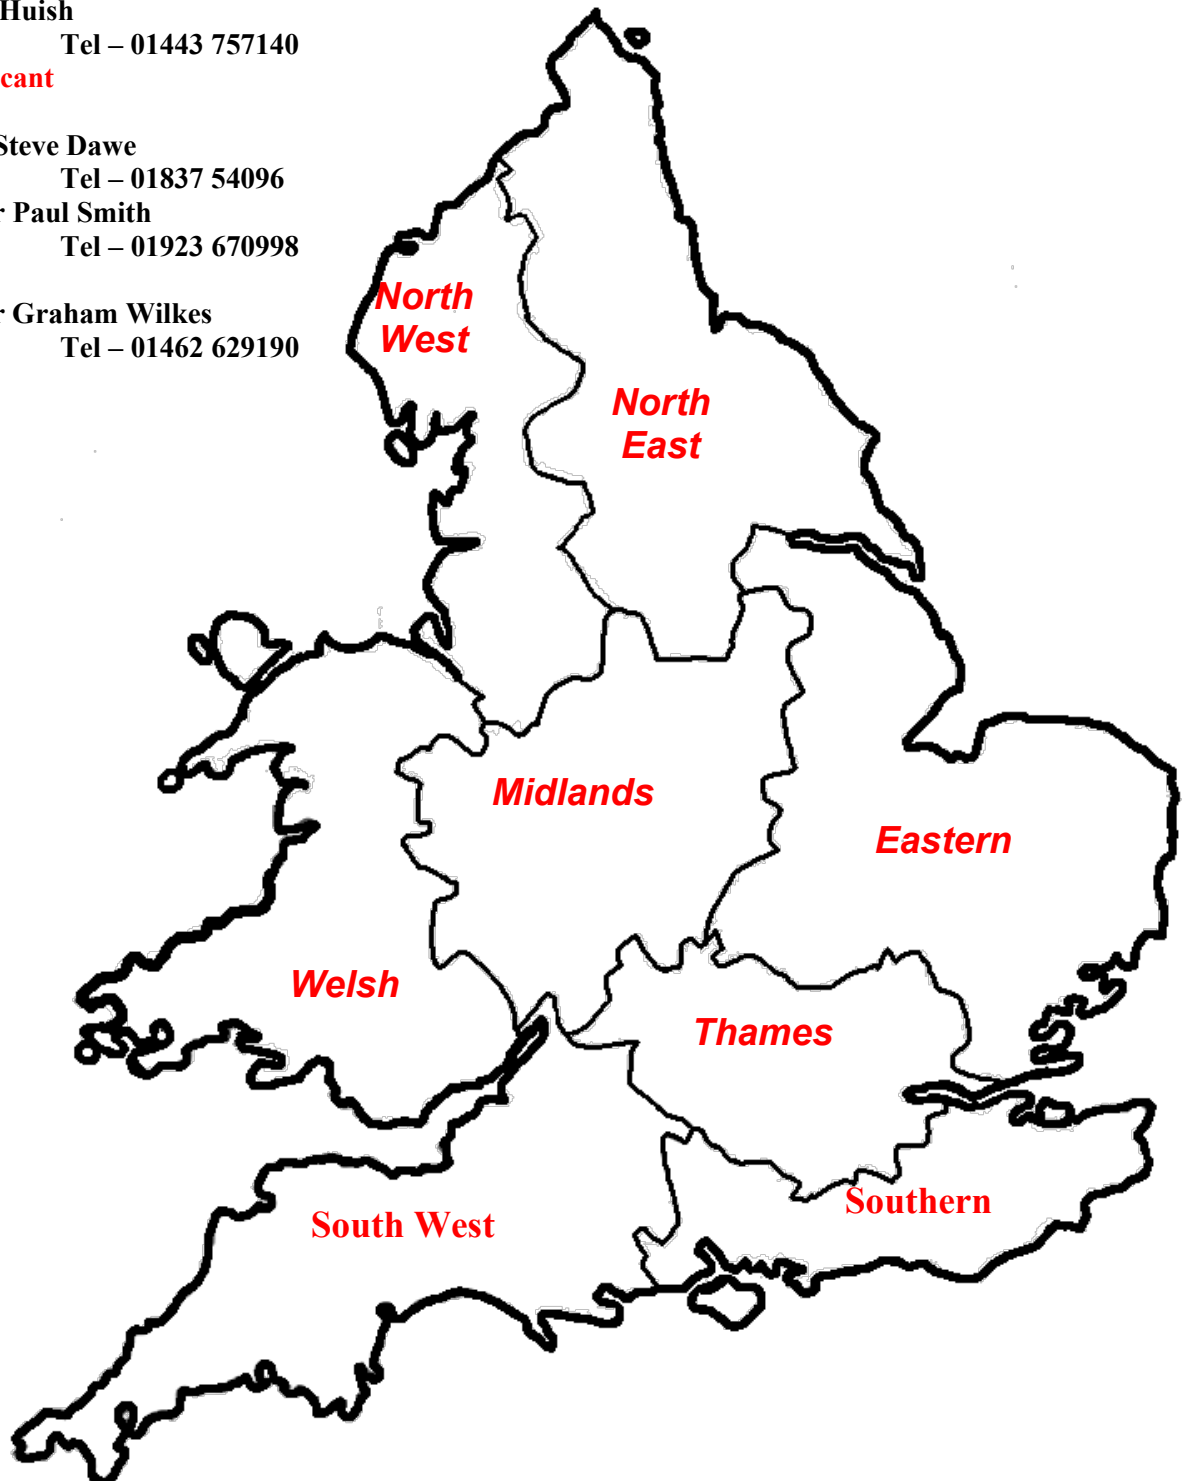 Huish
Tel – 01443 757140
cant
Steve Dawe
Tel – 01837 54096
r Paul Smith
Tel – 01923 670998
r Graham Wilkes
Tel – 01462 629190
North
West
North
East
Midlands
Eastern
Welsh
Thames
Southern
South West